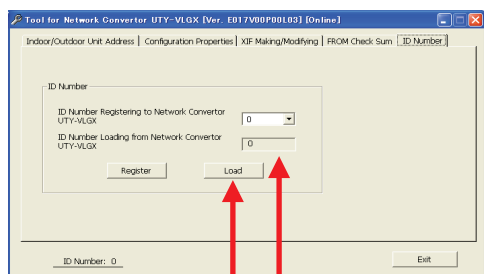 Tool for Network Convertor UTY-VLGX [Ver. E017V00P00L03] [Online]
Indoor/Outdoor Unit Address Configuration Properties XIF Making/Modifying FROM Check Sum ID Number
ID Number
ID Number Registering to Network Convertor
UTY-VLGX
0
ID Number Loading from Network Convertor
UTY-VLGX
0
Register Load
ID Number: 0 Exit